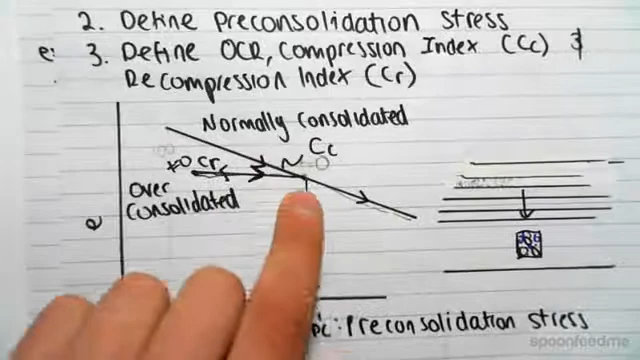 2. Define Preconsolidation Stress
e: 3. Define OCR, Compression Index (Cc) &
Recompression Index (Cr)
Normally Consolidated
Cc
Cr
Over
Consolidated
e
pc: Preconsolidation stress
spoonfeedme